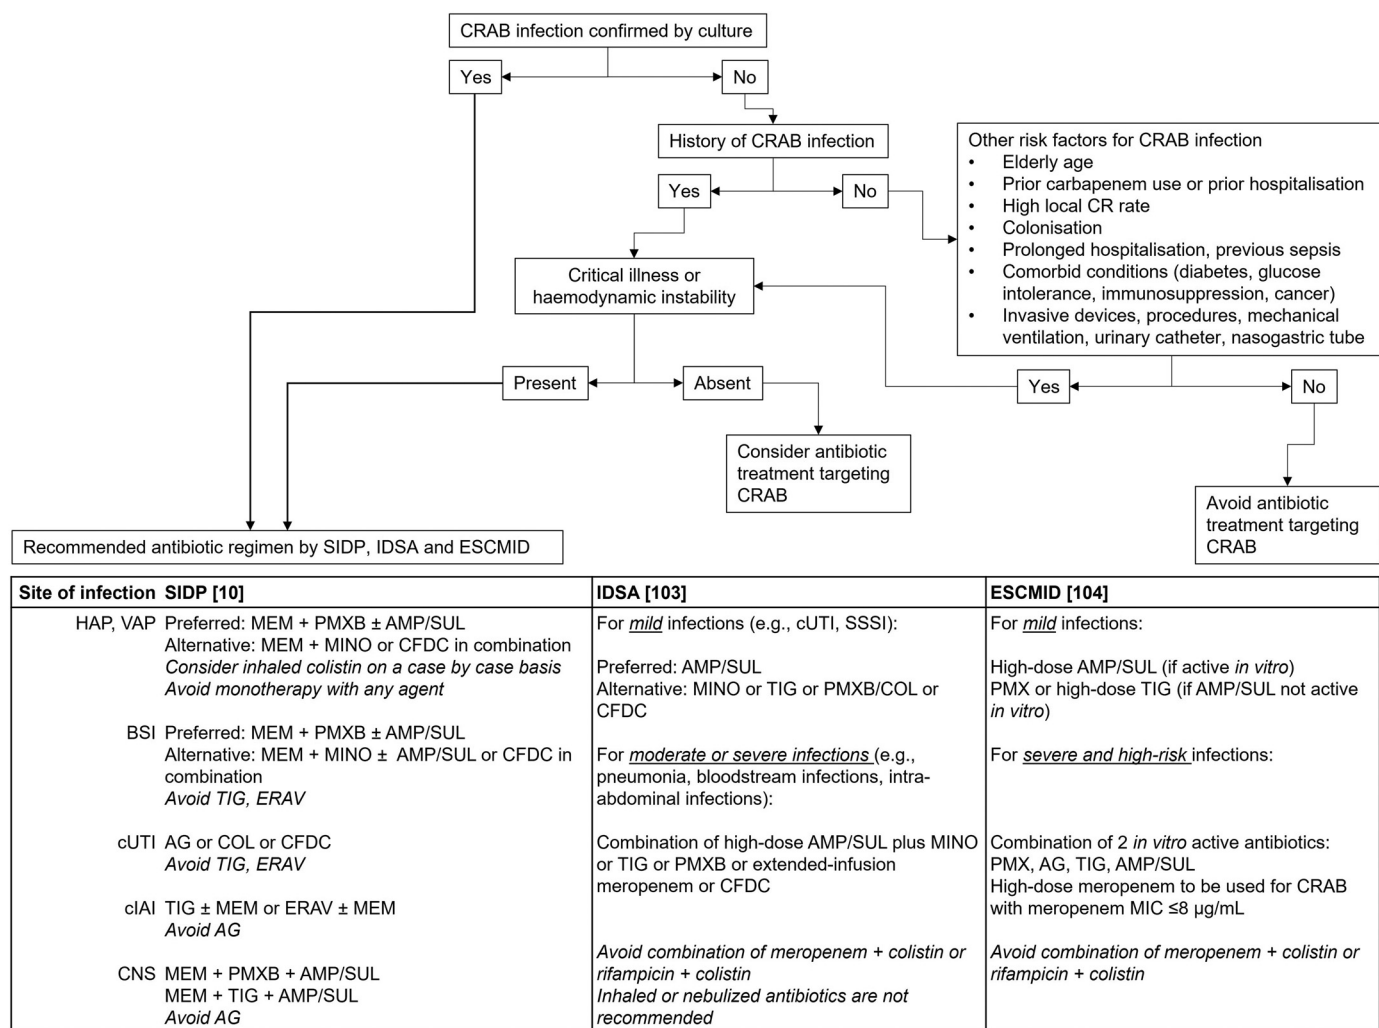 CRAB infection confirmed by culture
Yes
No
History of CRAB infection
Yes
No
Other risk factors for CRAB infection
• Elderly age
• Prior carbapenem use or prior hospitalisation
• High local CR rate
• Colonisation
• Prolonged hospitalisation, previous sepsis
• Comorbid conditions (diabetes, glucose
intolerance, immunosuppression, cancer)
• Invasive devices, procedures, mechanical
ventilation, urinary catheter, nasogastric tube
Critical illness or
haemodynamic instability
Present
Absent
Yes
No
Consider antibiotic
treatment targeting
CRAB
Avoid antibiotic
treatment targeting
CRAB
Recommended antibiotic regimen by SIDP, IDSA and ESCMID
Site of infection
SIDP [10]
HAP, VAP
Preferred: MEM + PMXB ± AMP/SUL
Alternative: MEM + MINO or CFDC in combination
Consider inhaled colistin on a case by case basis
Avoid monotherapy with any agent
BSI
Preferred: MEM + PMXB ± AMP/SUL
Alternative: MEM + MINO ± AMP/SUL or CFDC in
combination
Avoid TIG, ERAV
cUTI
AG or COL or CFDC
Avoid TIG, ERAV
cIAI
TIG ± MEM or ERAV ± MEM
Avoid AG
CNS
MEM + PMXB + AMP/SUL
MEM + TIG + AMP/SUL
Avoid AG
IDSA [103]
For mild infections (e.g., cUTI, SSSI):
Preferred: AMP/SUL
Alternative: MINO or TIG or PMXB/COL or
CFDC
For moderate or severe infections (e.g.,
pneumonia, bloodstream infections, intra-
abdominal infections):
Combination of high-dose AMP/SUL plus MINO
or TIG or PMXB or extended-infusion
meropenem or CFDC
Avoid combination of meropenem + colistin or
rifampicin + colistin
Inhaled or nebulized antibiotics are not
recommended
ESCMID [104]
For mild infections:
High-dose AMP/SUL (if active in vitro)
PMX or high-dose TIG (if AMP/SUL not active
in vitro)
For severe and high-risk infections:
Combination of 2 in vitro active antibiotics:
PMX, AG, TIG, AMP/SUL
High-dose meropenem to be used for CRAB
with meropenem MIC ≤8 µg/mL
Avoid combination of meropenem + colistin or
rifampicin + colistin